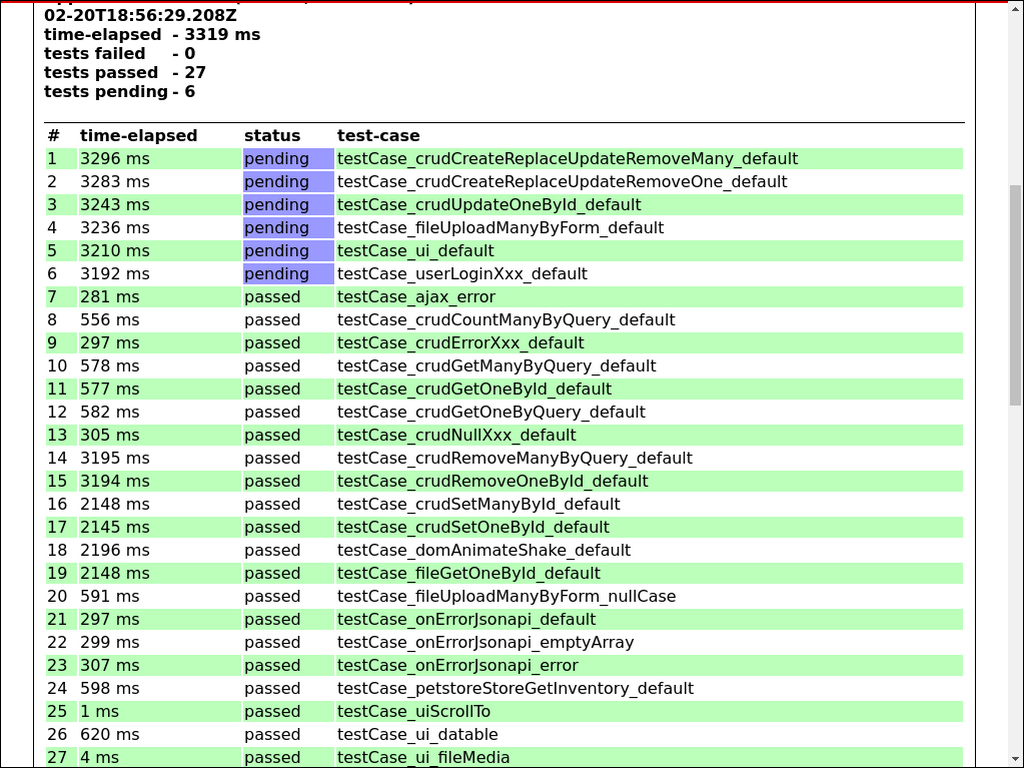 02-20T18:56:29.208Z
time-elapsed - 3319 ms
tests failed - 0
tests passed - 27
tests pending - 6
# time-elapsed status test-case
1 3296 ms pending testCase_crudCreateReplaceUpdateRemoveMany_default
2 3283 ms pending testCase_crudCreateReplaceUpdateRemoveOne_default
3 3243 ms pending testCase_crudUpdateOneById_default
4 3236 ms pending testCase_fileUploadManyByForm_default
5 3210 ms pending testCase_ui_default
6 3192 ms pending testCase_userLoginXxx_default
7 281 ms passed testCase_ajax_error
8 556 ms passed testCase_crudCountManyByQuery_default
9 297 ms passed testCase_crudErrorXxx_default
10 578 ms passed testCase_crudGetManyByQuery_default
11 577 ms passed testCase_crudGetOneById_default
12 582 ms passed testCase_crudGetOneByQuery_default
13 305 ms passed testCase_crudNullXxx_default
14 3195 ms passed testCase_crudRemoveManyByQuery_default
15 3194 ms passed testCase_crudRemoveOneById_default
16 2148 ms passed testCase_crudSetManyById_default
17 2145 ms passed testCase_crudSetOneById_default
18 2196 ms passed testCase_domAnimateShake_default
19 2148 ms passed testCase_fileGetOneById_default
20 591 ms passed testCase_fileUploadManyByForm_nullCase
21 297 ms passed testCase_onErrorJsonapi_default
22 299 ms passed testCase_onErrorJsonapi_emptyArray
23 307 ms passed testCase_onErrorJsonapi_error
24 598 ms passed testCase_petstoreStoreGetInventory_default
25 1 ms passed testCase_uiScrollTo
26 620 ms passed testCase_ui_datable
27 4 ms passed testCase_ui_fileMedia